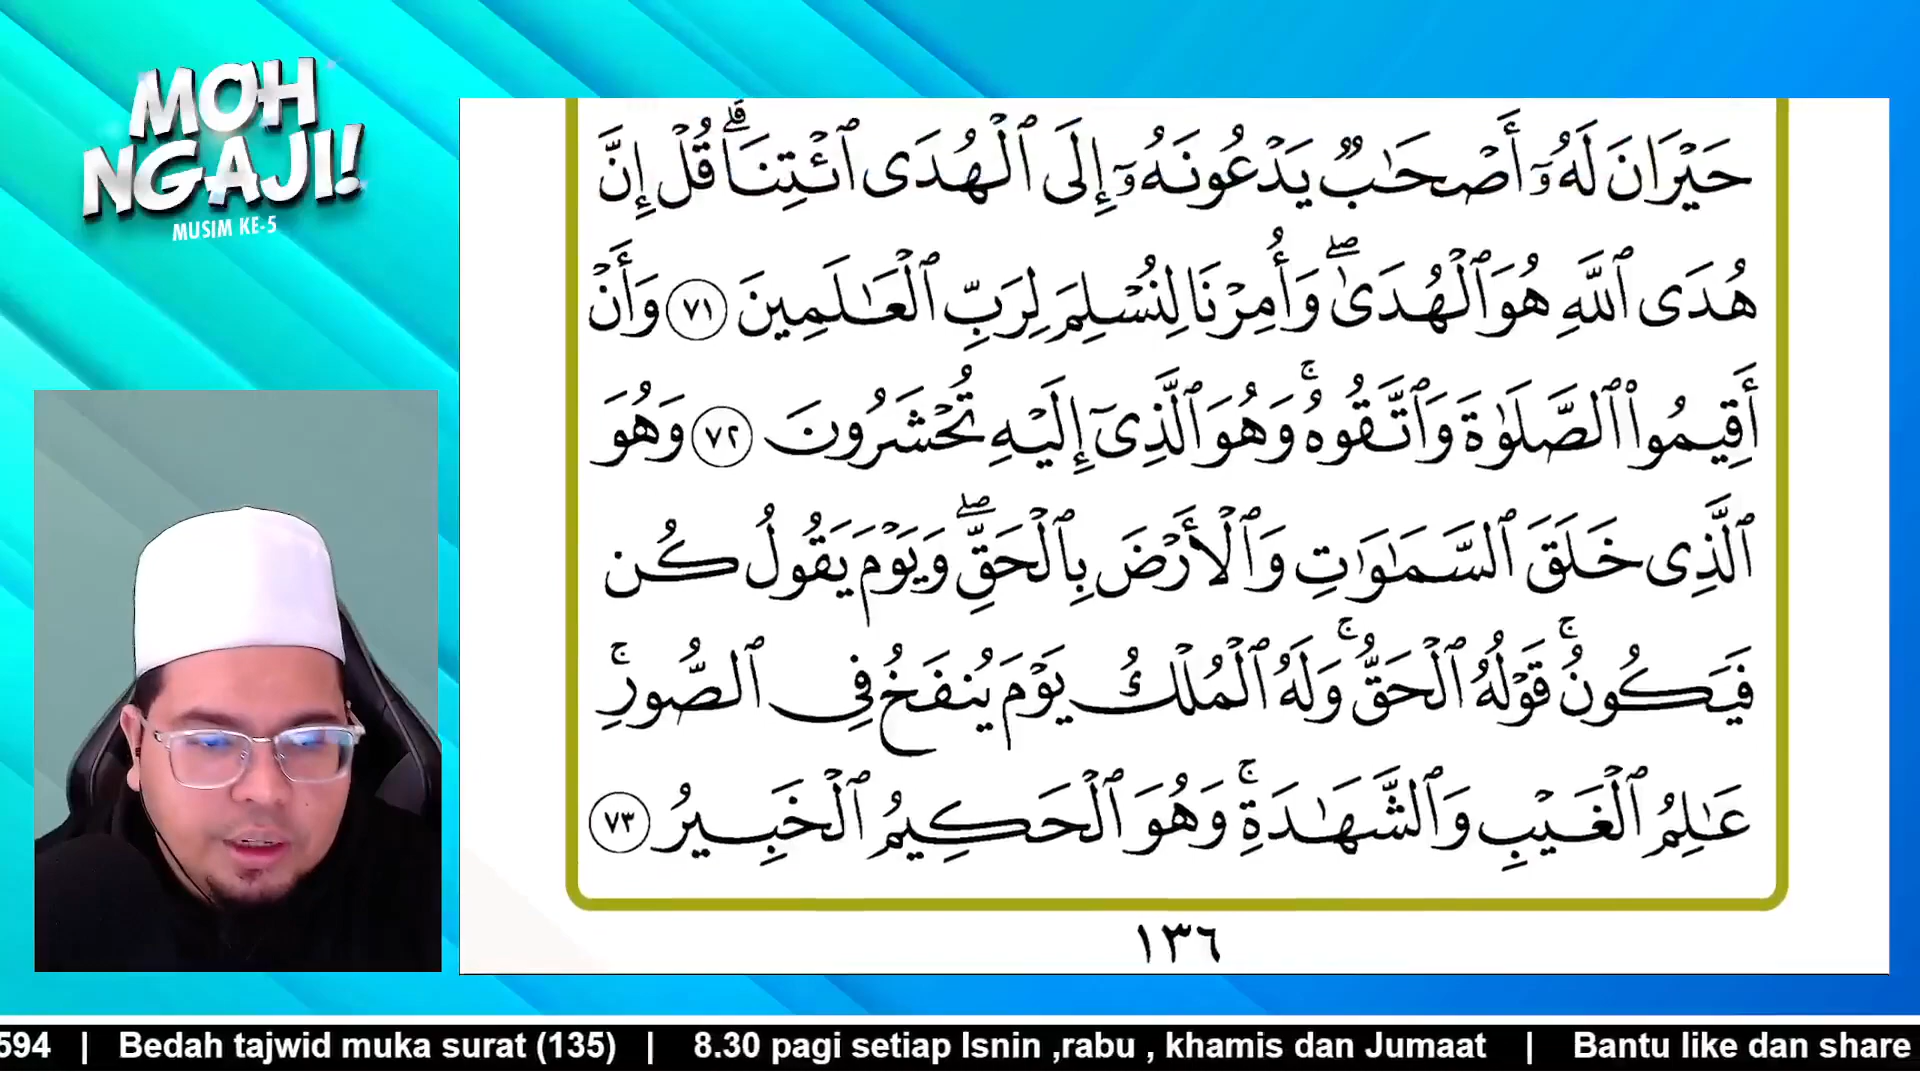 MOH
NGAJI!
MUSIM KE-5
حَيْرَانَ لَهُۥٓ أَصْحَٰبٌ يَدْعُونَهُۥٓ إِلَى ٱلْهُدَى ٱئْتِنَا ۗ قُلْ إِنَّ
هُدَى ٱللَّهِ هُوَ ٱلْهُدَىٰ ۖ وَأُمِرْنَا لِنُسْلِمَ لِرَبِّ ٱلْعَٰلَمِينَ ٧١ وَأَنْ
أَقِيمُوا۟ ٱلصَّلَوٰةَ وَٱتَّقُوهُ ۚ وَهُوَ ٱلَّذِىٓ إِلَيْهِ تُحْشَرُونَ ٧٢ وَهُوَ
ٱلَّذِى خَلَقَ ٱلسَّمَٰوَٰتِ وَٱلْأَرْضَ بِٱلْحَقِّ ۖ وَيَوْمَ يَقُولُ كُن
فَيَكُونُ ۚ قَوْلُهُ ٱلْحَقُّ ۚ وَلَهُ ٱلْمُلْكُ يَوْمَ يُنفَخُ فِى ٱلصُّورِ ۚ
عَٰلِمُ ٱلْغَيْبِ وَٱلشَّهَٰدَةِ ۚ وَهُوَ ٱلْحَكِيمُ ٱلْخَبِيرُ ٧٣
١٣٦
594 | Bedah tajwid muka surat (135) | 8.30 pagi setiap Isnin ,rabu , khamis dan Jumaat | Bantu like dan share